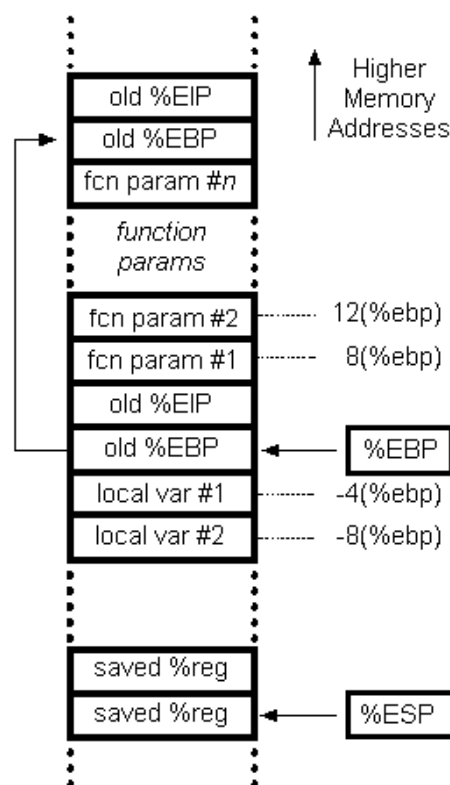 old %EIP
Higher
Memory
Addresses
old %EBP
fcn param #n
function
params
fcn param #2
12(%ebp)
fcn param #1
8(%ebp)
old %EIP
old %EBP
%EBP
local var #1
-4(%ebp)
local var #2
-8(%ebp)
saved %reg
saved %reg
%ESP